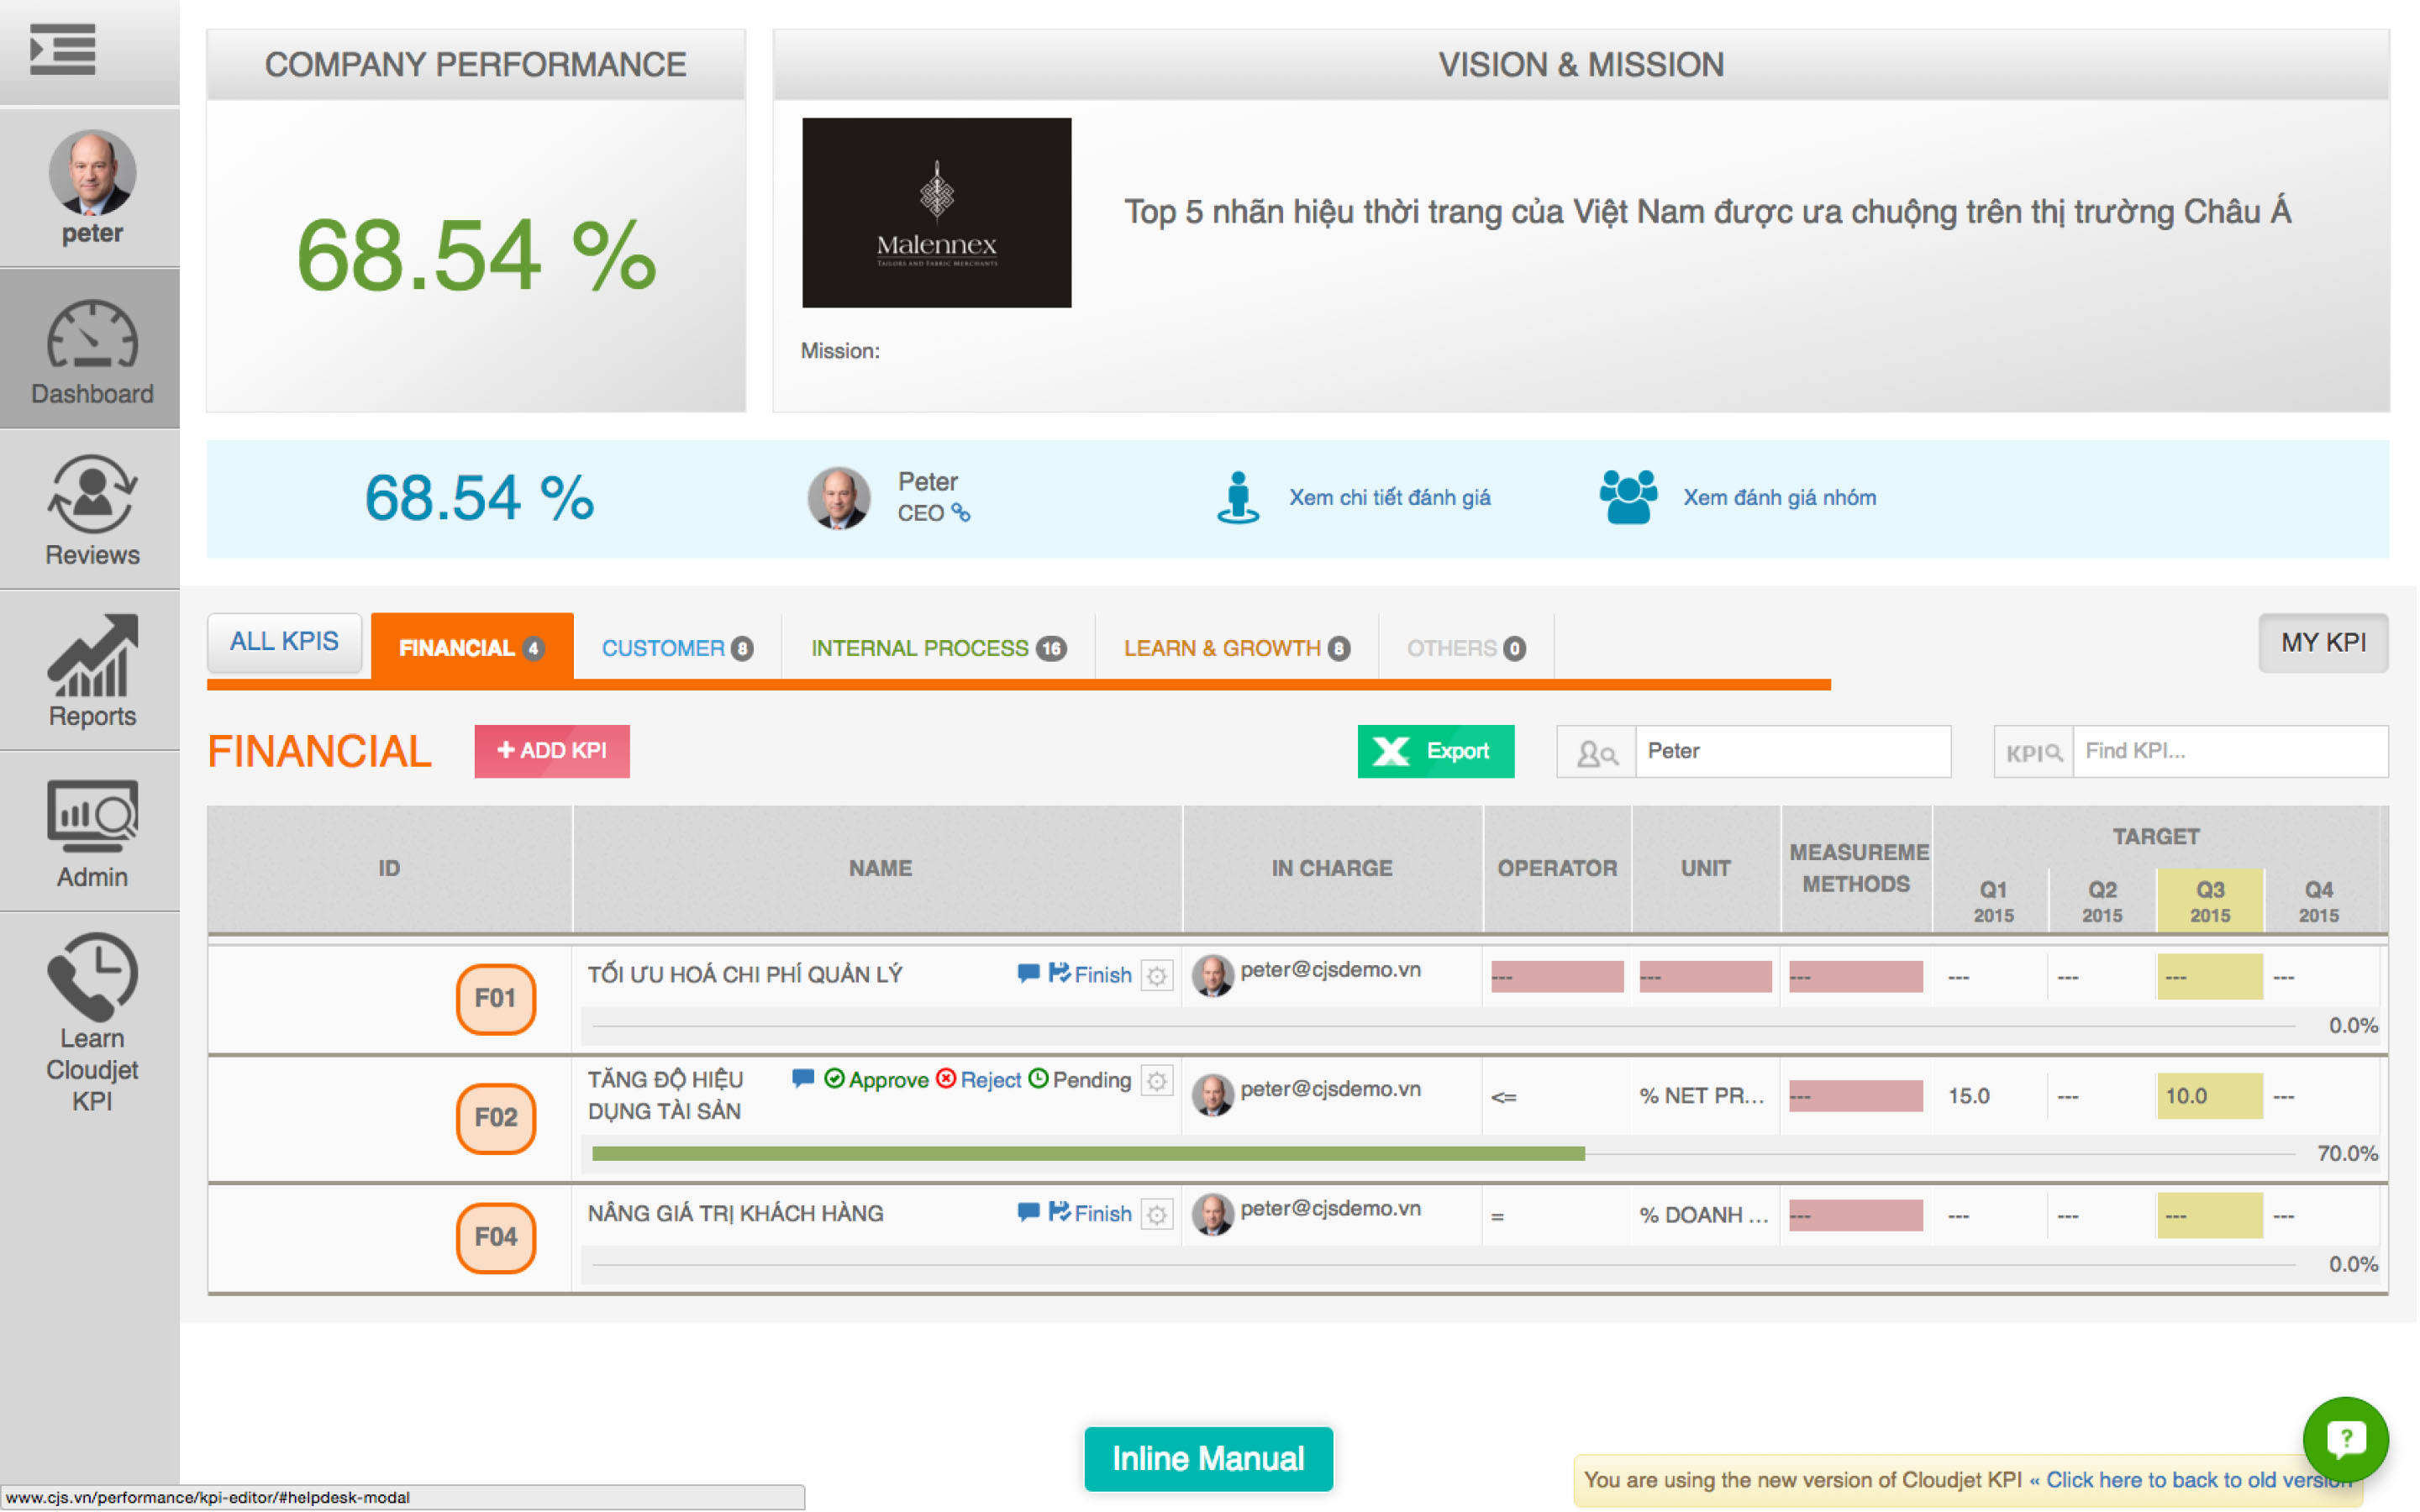 COMPANY PERFORMANCE
68.54 %
VISION & MISSION
Malennex
TAILORS AND FABRIC MERCHANTS
Top 5 nhãn hiệu thời trang của Việt Nam được ưa chuộng trên thị trường Châu Á
Mission:
peter
Dashboard
Reviews
Reports
Admin
Learn
Cloudjet
KPI
68.54 %
Peter
CEO
Xem chi tiết đánh giá
Xem đánh giá nhóm
ALL KPIS
FINANCIAL 4
CUSTOMER 8
INTERNAL PROCESS 16
LEARN & GROWTH 8
OTHERS 0
MY KPI
FINANCIAL
+ ADD KPI
X Export
Peter
KPI
Find KPI...
ID
NAME
IN CHARGE
OPERATOR
UNIT
MEASUREME
METHODS
TARGET
Q1
2015
Q2
2015
Q3
2015
Q4
2015
F01
TỐI ƯU HOÁ CHI PHÍ QUẢN LÝ
Finish
peter@cjsdemo.vn
--- --- --- --- --- --- ---
0.0%
F02
TĂNG ĐỘ HIỆU
DỤNG TÀI SẢN
Approve Reject Pending
peter@cjsdemo.vn
<= % NET PR... --- 15.0 --- 10.0 ---
70.0%
F04
NÂNG GIÁ TRỊ KHÁCH HÀNG
Finish
peter@cjsdemo.vn
= % DOANH ... --- --- --- --- ---
0.0%
Inline Manual
You are using the new version of Cloudjet KPI « Click here to back to old version
?
www.cjs.vn/performance/kpi-editor/#helpdesk-modal